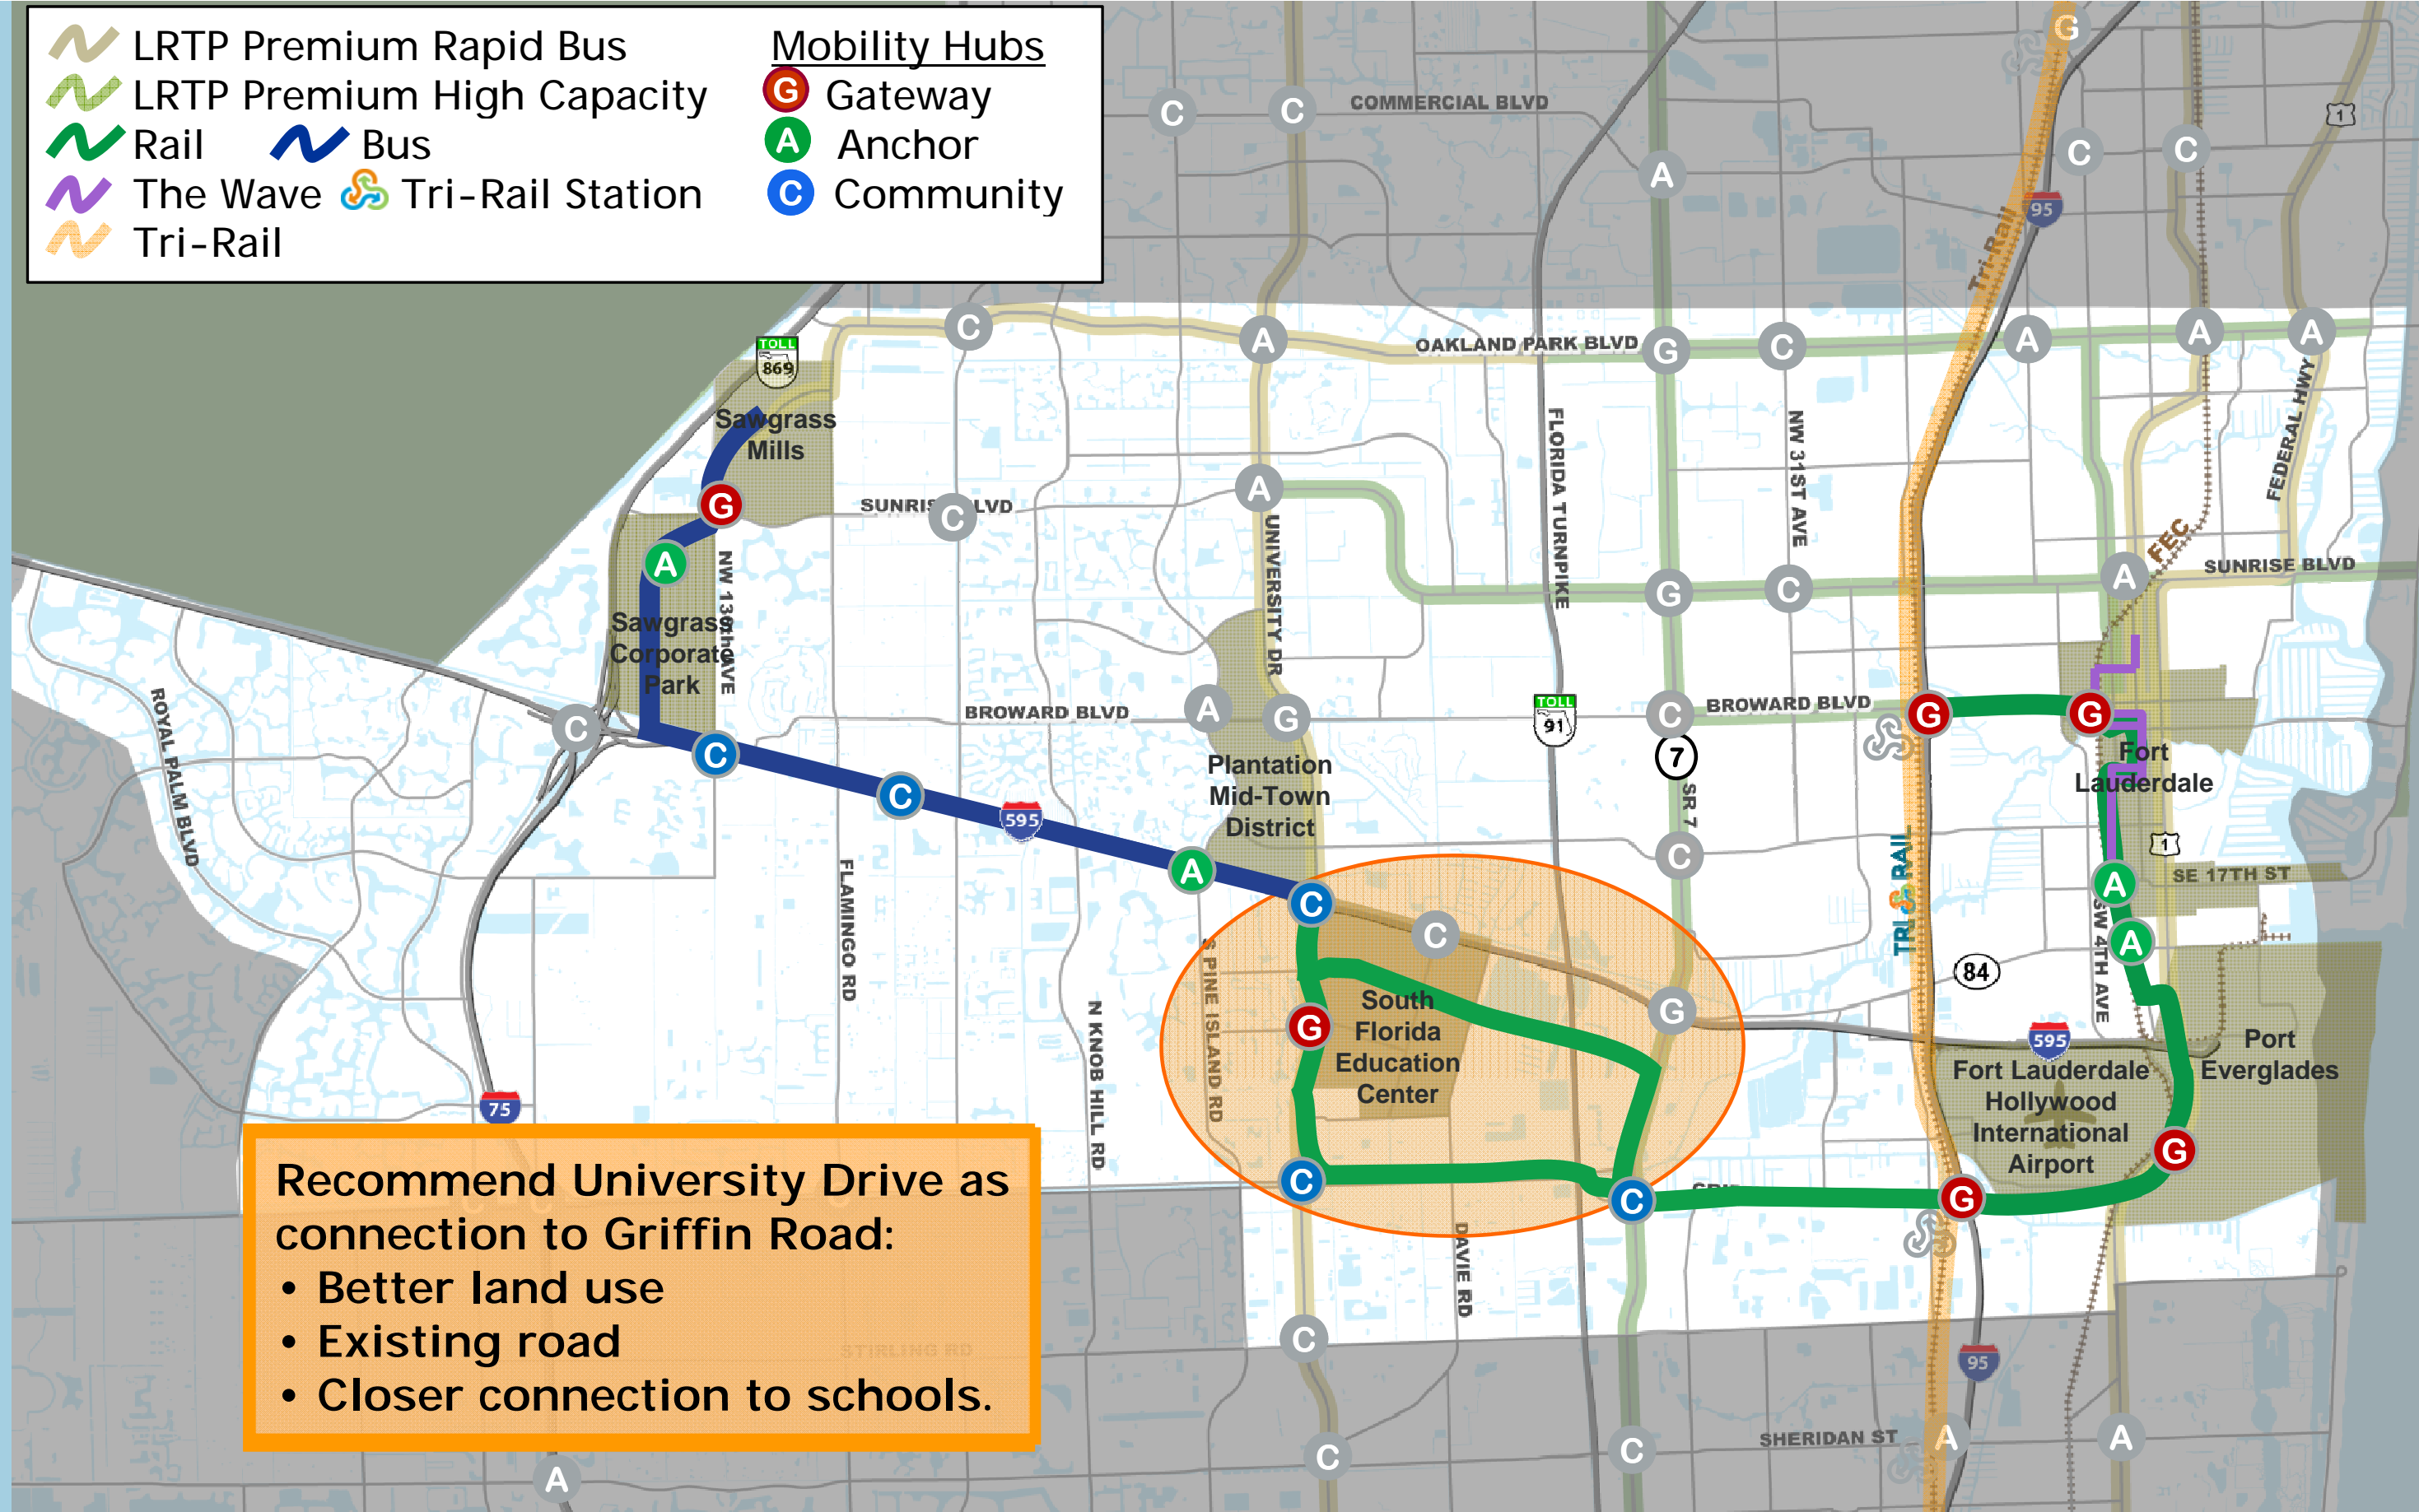 LRTP Premium Rapid Bus
LRTP Premium High Capacity
Rail
Bus
The Wave
Tri-Rail Station
Tri-Rail
Mobility Hubs
G Gateway
A Anchor
C Community
G
C
C
COMMERCIAL BLVD
1
A
C
C
95
Tri-Rail
C
A
OAKLAND PARK BLVD
G
C
A
A
A
TOLL
869
Sawgrass
Mills
FLORIDA TURNPIKE
NW 31ST AVE
FEDERAL HWY
G
SUNRIS
LVD
C
A
UNIVERSITY DR
FEC
A
NW 13
AVE
G
C
A
SUNRISE BLVD
Sawgrass
Corporate
Park
ROYAL PALM BLVD
C
BROWARD BLVD
A
G
TOLL
91
C
BROWARD BLVD
G
G
C
7
Fort
Lauderdale
Plantation
Mid-Town
District
C
595
SR 7
C
1
TRI RAIL
FLAMINGO RD
A
C
A
SE 17TH ST
SW 4TH AVE
C
A
S PINE ISLAND RD
84
South
Florida
Education
Center
G
G
N KNOB HILL RD
595
Port
Everglades
Fort Lauderdale
Hollywood
International
Airport
75
G
C
C
G
Recommend University Drive as
connection to Griffin Road:
• Better land use
• Existing road
• Closer connection to schools.
DAVIE RD
C
STIRLING RD
95
C
C
SHERIDAN ST
A
A
A